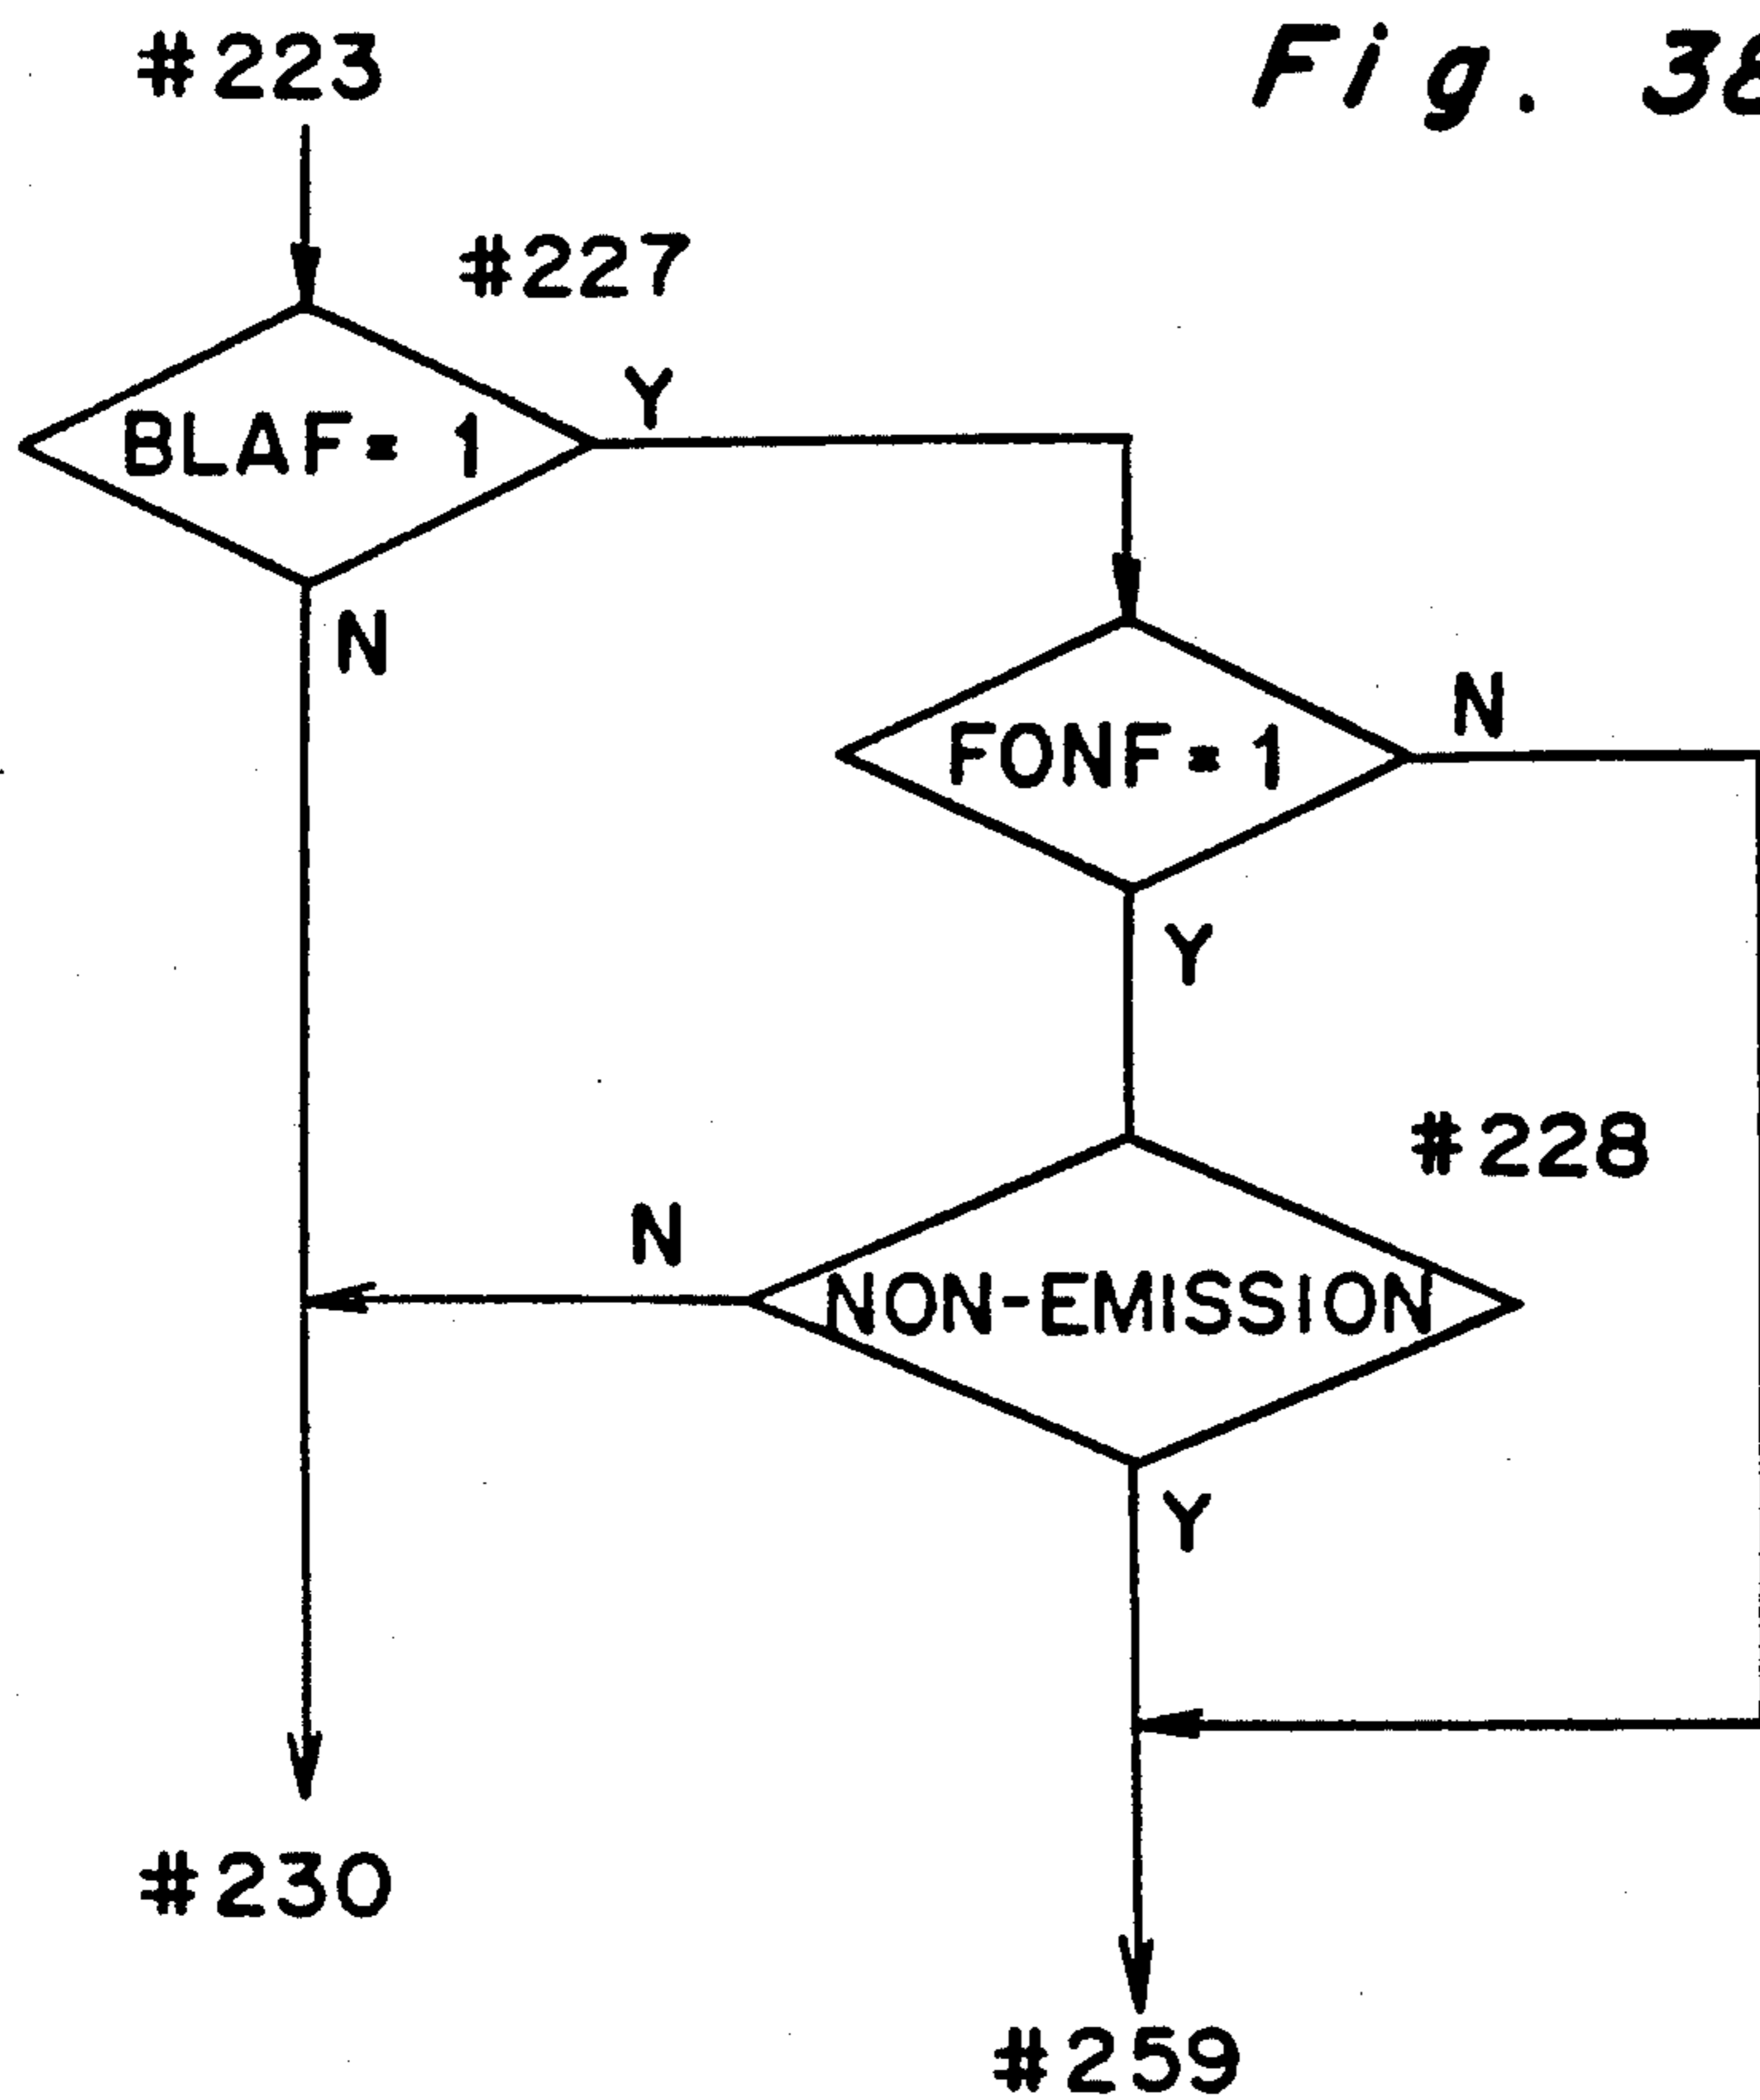 #223
Fig. 38
#227
BLAF=1
Y
N
FONF=1
N
Y
#228
N
NON-EMISSION
Y
#230
#259